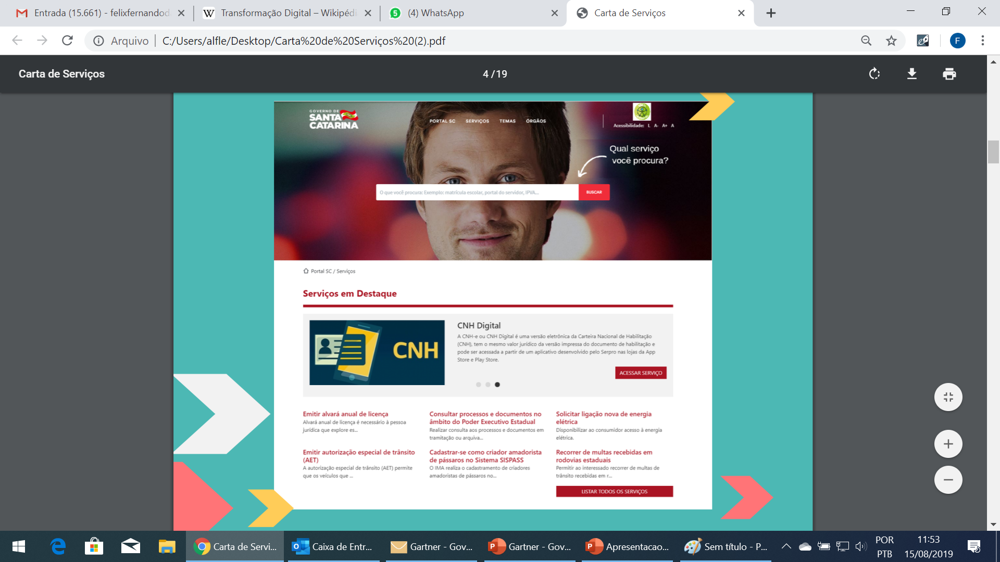 Entrada (15.661) - felixfernandod
Transformação Digital – Wikipédi
(4) WhatsApp
Carta de Serviços
Arquivo
C:/Users/alfle/Desktop/Carta%20de%20Serviços%20(2).pdf
F
Carta de Serviços
4 / 19
GOVERNO DE
SANTA
CATARINA
PORTAL SC
SERVIÇOS
TEMAS
ÓRGÃOS
Acessibilidade: L A- A+ A
Qual serviço
você procura?
O que você procura: Exemplo: matrícula escolar, portal do servidor, IPVA...
BUSCAR
Portal SC / Serviços
Serviços em Destaque
CNH
CNH Digital
A CNH-e ou CNH Digital é uma versão eletrônica da Carteira Nacional de Habilitação
(CNH), tem o mesmo valor jurídico da versão impressa do documento de habilitação e
pode ser acessada a partir de um aplicativo desenvolvido pelo Serpro nas lojas da App
Store e Play Store.
ACESSAR SERVIÇO
Emitir alvará anual de licença
Alvará anual de licença é necessário à pessoa
jurídica que explore es...
Consultar processos e documentos no
âmbito do Poder Executivo Estadual
Realizar consulta aos processos e documentos em
tramitação ou arquiva...
Solicitar ligação nova de energia
elétrica
Disponibilizar ao consumidor acesso à energia
elétrica.
Emitir autorização especial de trânsito
(AET)
A autorização especial de trânsito (AET) permite
que os veículos que ...
Cadastrar-se como criador amadorista
de pássaros no Sistema SISPASS
O IMA realiza o cadastramento de criadores
amadoristas de pássaros no...
Recorrer de multas recebidas em
rodovias estaduais
Permitir ao interessado recorrer de multas de
trânsito recebidas em r...
LISTAR TODOS OS SERVIÇOS
Carta de Servi...
Caixa de Entr...
Gartner - Gov...
Gartner - Gov...
Apresentacao...
Sem título - P...
POR
PTB
11:53
15/08/2019